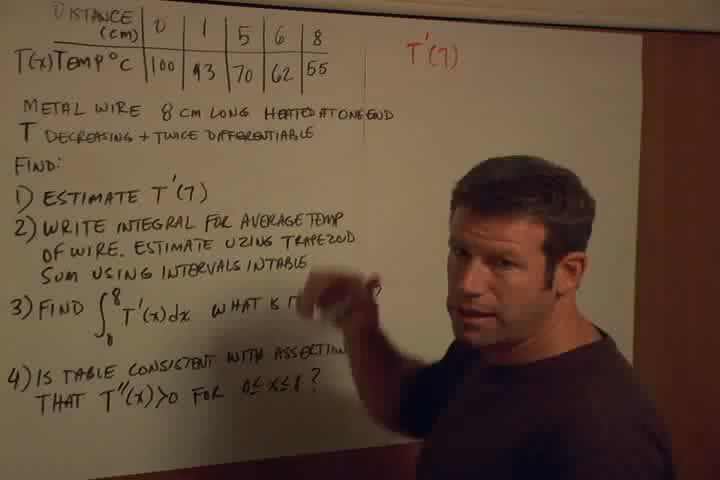 DISTANCE (cm) 0 1 5 6 8
T(x) TEMP °C 100 93 70 62 55
T'(7)
METAL WIRE 8 CM LONG HEATED AT ONE END
T DECREASING + TWICE DIFFERENTIABLE
FIND:
1) ESTIMATE T'(7)
2) WRITE INTEGRAL FOR AVERAGE TEMP
OF WIRE. ESTIMATE USING TRAPEZOID
SUM USING INTERVALS IN TABLE
3) FIND ∫₀⁸ T'(x)dx WHAT IS ?
4) IS TABLE CONSISTENT WITH ASSERTION
THAT T"(x)>0 FOR 0≤x≤8?